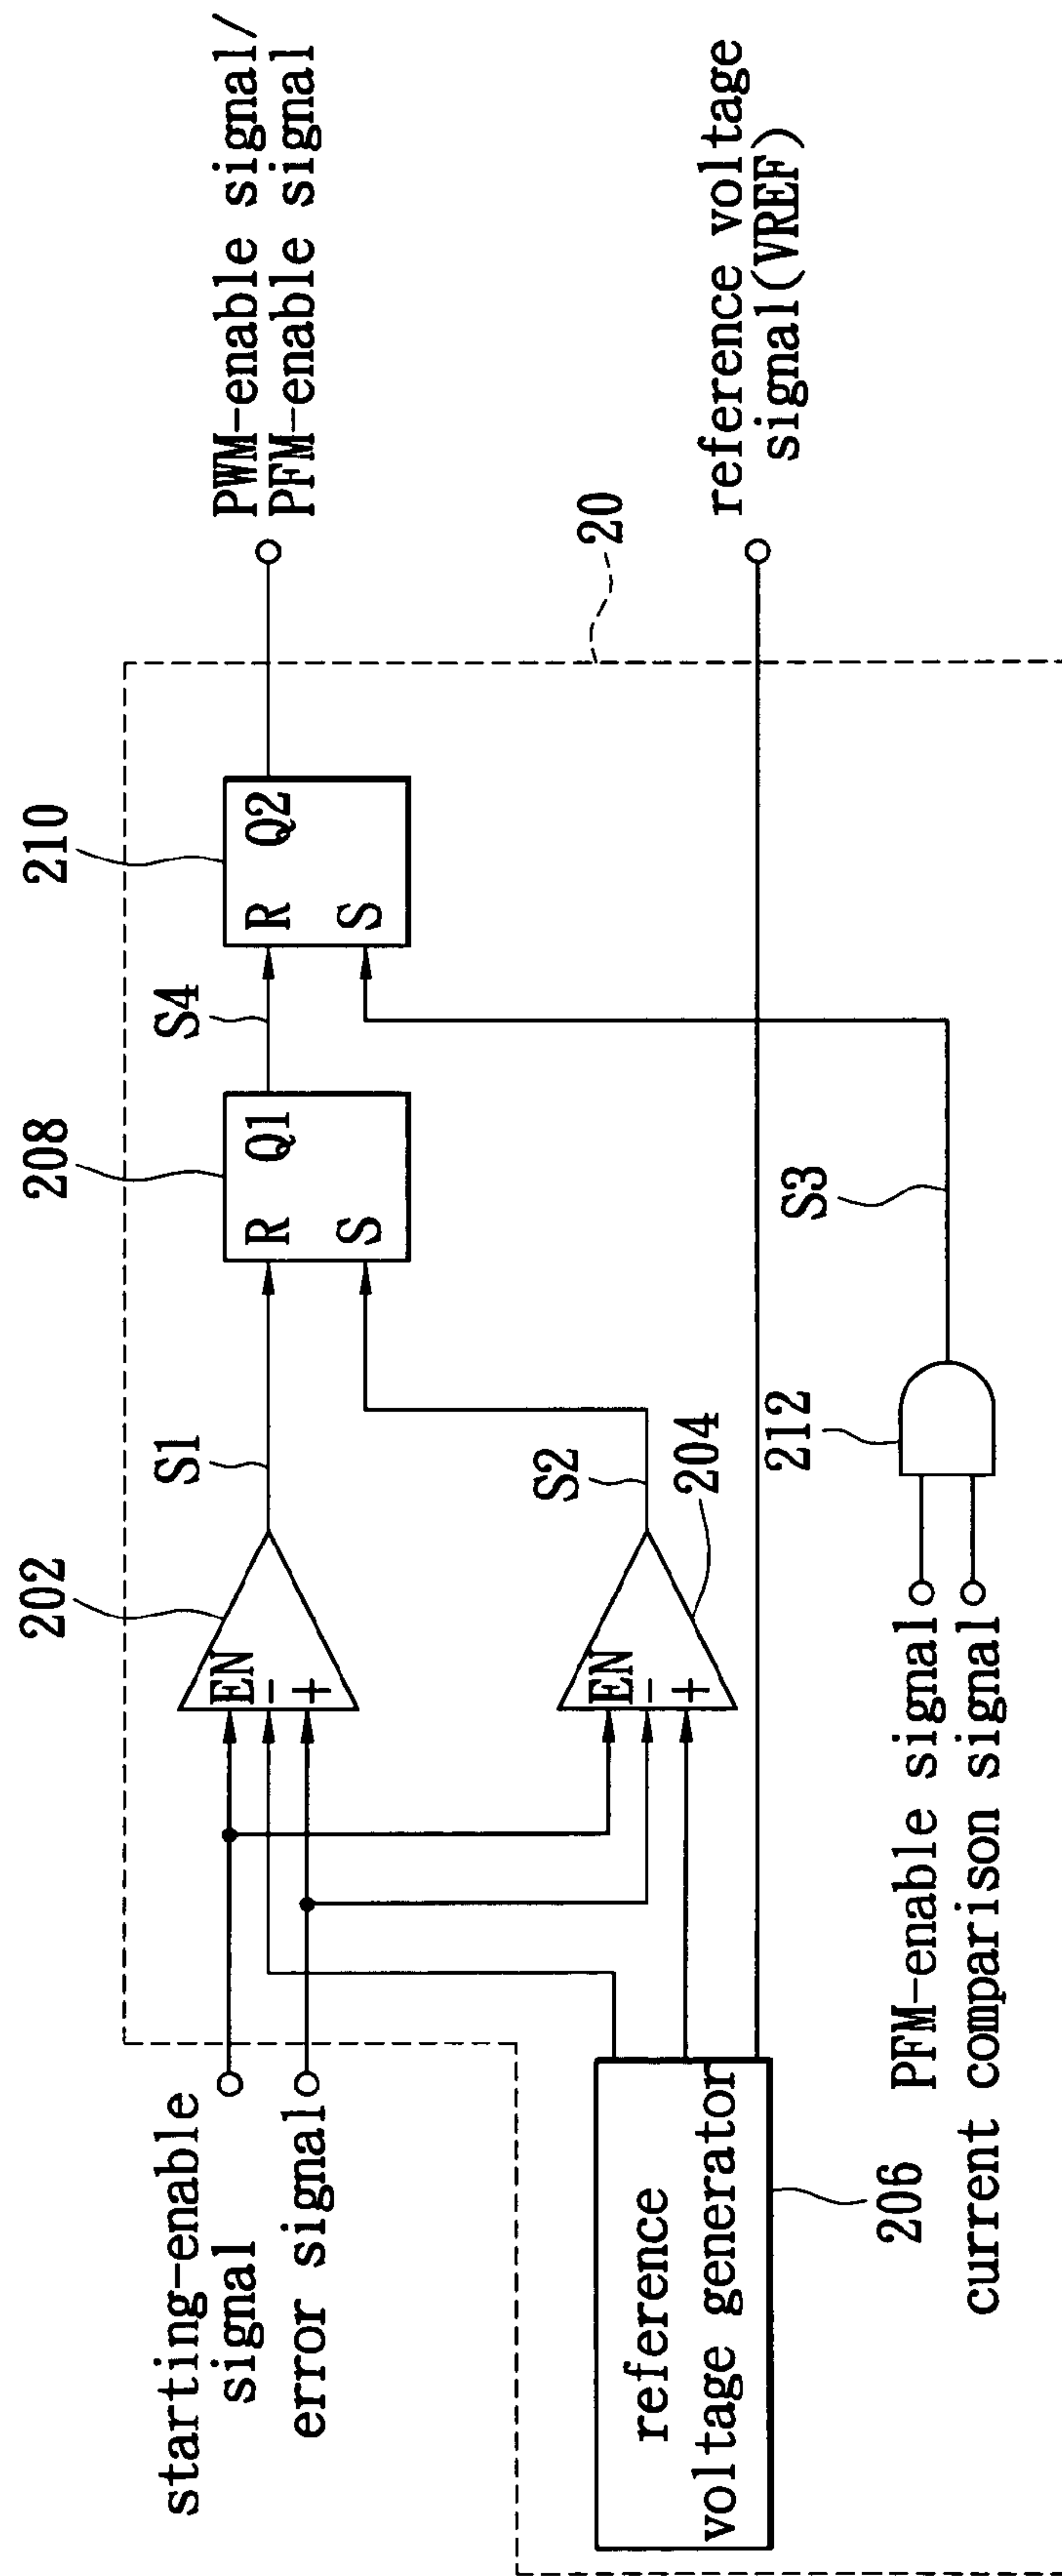 202
208
210
starting-enable
signal
error signal
EN
-
+
S1
R
Q1
S
S4
R
Q2
S
PWM-enable signal/
PFM-enable signal
20
EN
-
+
S2
204
reference
voltage generator
206
reference voltage
signal(VREF)
212
S3
PFM-enable signal
current comparison signal